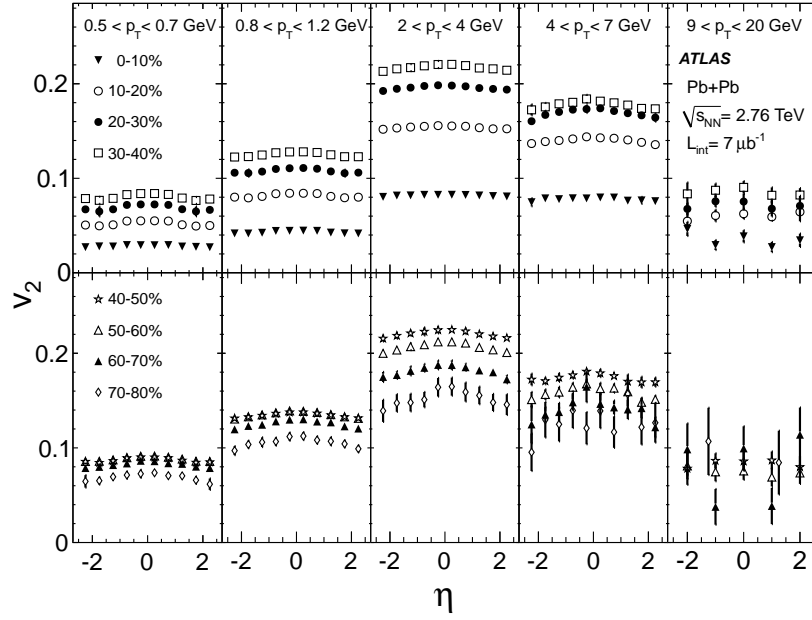 0.5 < p_T < 0.7 GeV
0.8 < p_T < 1.2 GeV
2 < p_T < 4 GeV
4 < p_T < 7 GeV
9 < p_T < 20 GeV
0-10%
10-20%
20-30%
30-40%
ATLAS
Pb+Pb
√s_NN = 2.76 TeV
L_int = 7 μb⁻¹
0.2
0.1
0
v_2
40-50%
50-60%
60-70%
70-80%
0.2
0.1
0
-2 0 2 -2 0 2 -2 0 2 -2 0 2 -2 0 2
η